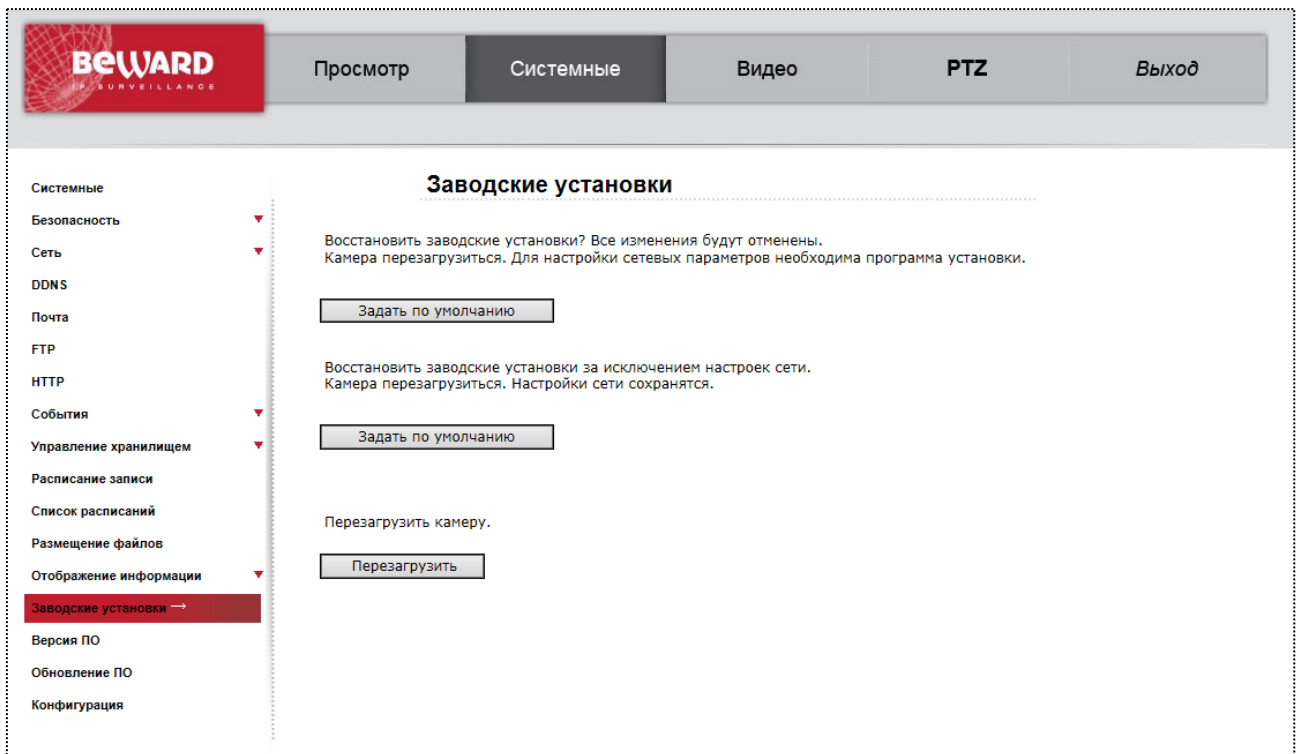 BEWARD
IP SURVEILLANCE
Просмотр
Системные
Видео
PTZ
Выход
Системные
Безопасность
Сеть
DDNS
Почта
FTP
HTTP
События
Управление хранилищем
Расписание записи
Список расписаний
Размещение файлов
Отображение информации
Заводские установки →
Версия ПО
Обновление ПО
Конфигурация
Заводские установки
Восстановить заводские установки? Все изменения будут отменены.
Камера перезагрузиться. Для настройки сетевых параметров необходима программа установки.
Задать по умолчанию
Восстановить заводские установки за исключением настроек сети.
Камера перезагрузиться. Настройки сети сохранятся.
Задать по умолчанию
Перезагрузить камеру.
Перезагрузить